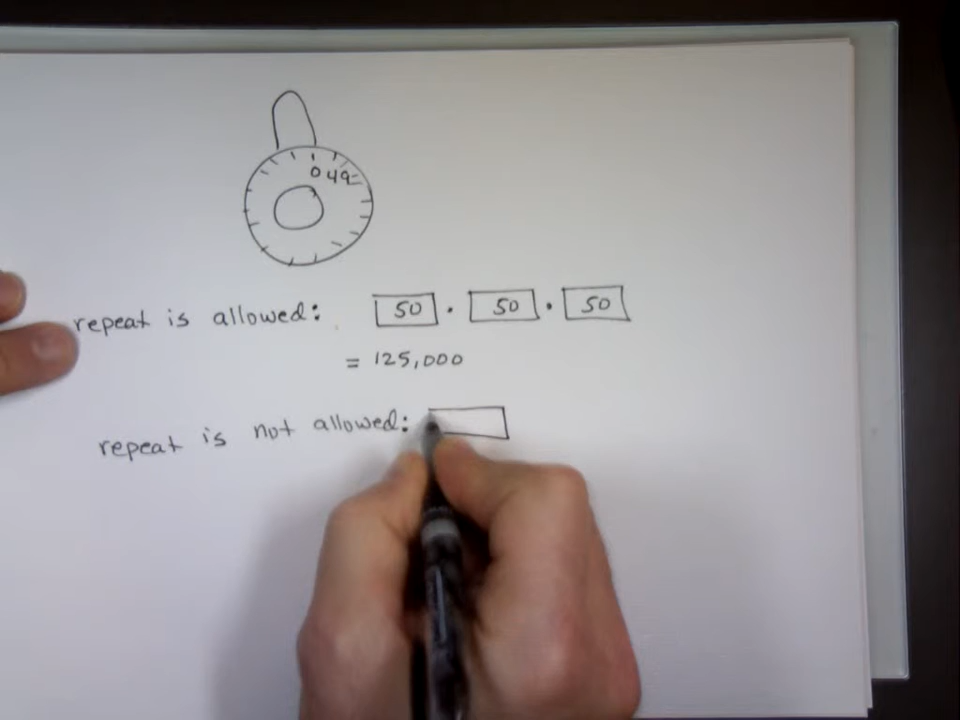 0 49
repeat is allowed: 50 · 50 · 50
= 125,000
repeat is not allowed: